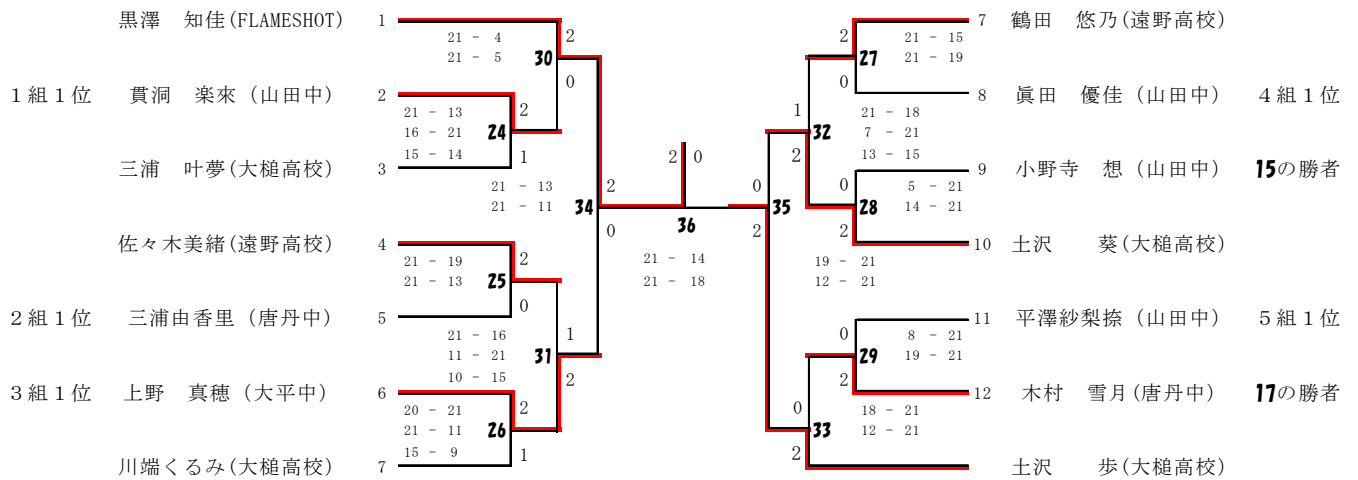 黒澤　知佳(FLAMESHOT) 1
21 - 4
21 - 5
30
2
0
1組1位 貫洞　楽來 (山田中) 2
21 - 13
16 - 21
15 - 14
24
2
1
三浦　叶夢(大槌高校) 3
21 - 13
21 - 11
34
2
0
佐々木美緒(遠野高校) 4
21 - 19
21 - 13
25
2
0
2組1位 三浦由香里 (唐丹中) 5
21 - 16
11 - 21
10 - 15
31
1
2
3組1位 上野　真穂 (大平中) 6
20 - 21
21 - 11
15 - 9
26
2
1
川端くるみ(大槌高校) 7
2 0
36
21 - 14
21 - 18
7 鶴田　悠乃(遠野高校)
2
27
0
21 - 15
21 - 19
8 眞田　優佳 (山田中) 4組1位
1
32
2
21 - 18
7 - 21
13 - 15
9 小野寺　想 (山田中) 15の勝者
0
28
2
5 - 21
14 - 21
10 土沢　　葵(大槌高校)
0
35
2
19 - 21
12 - 21
11 平澤紗梨捺 (山田中) 5組1位
0
29
2
8 - 21
19 - 21
12 木村　雪月(唐丹中) 17の勝者
0
33
2
18 - 21
12 - 21
土沢　　歩(大槌高校)